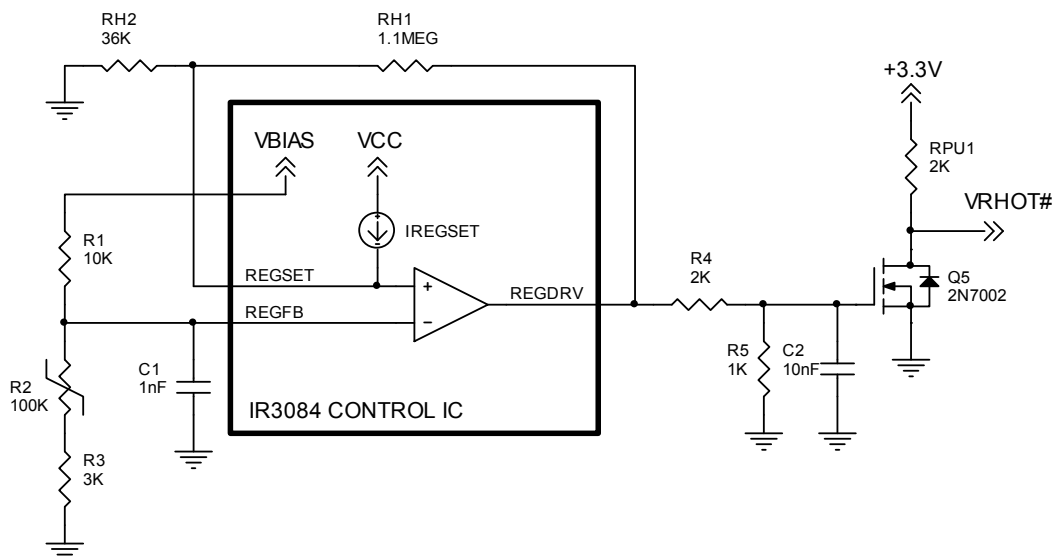 RH2
36K
RH1
1.1MEG
+3.3V
RPU1
2K
VRHOT#
VBIAS
VCC
R1
10K
IREGSET
REGSET
REGFB
REGDRV
+
−
R4
2K
Q5
2N7002
R5
1K
C2
10nF
C1
1nF
R2
100K
IR3084 CONTROL IC
R3
3K